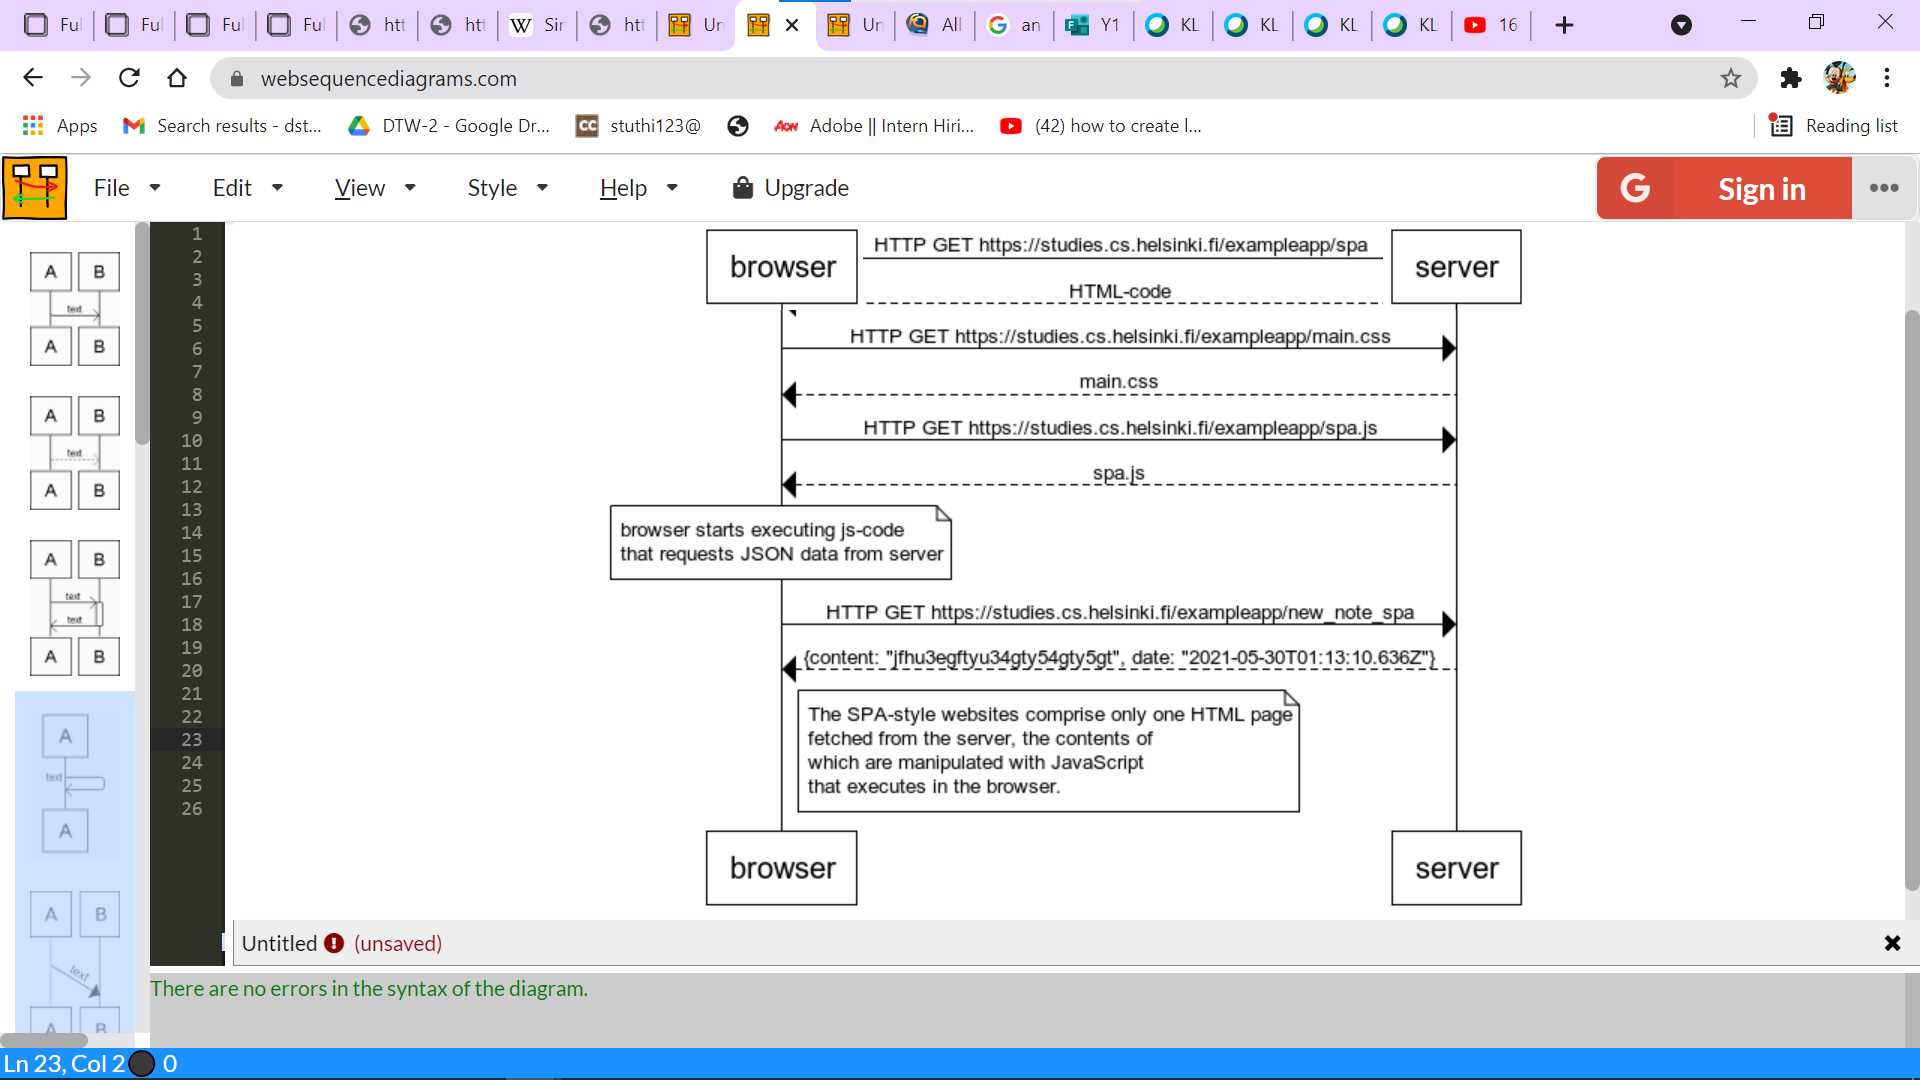 Ful
Ful
Ful
Ful
htt
htt
W Sir
htt
Un
Un
All
an
Y1
KL
KL
KL
KL
16
websequencediagrams.com
Apps
Search results - dst...
DTW-2 - Google Dr...
CC stuthi123@
Aon Adobe || Intern Hiri...
(42) how to create l...
Reading list
File
Edit
View
Style
Help
Upgrade
G Sign in
A B
text
A B
A B
text
A B
A B
text
text
A B
A
text
A
A B
text
A B
1
2
3
4
5
6
7
8
9
10
11
12
13
14
15
16
17
18
19
20
21
22
23
24
25
26
browser
server
HTTP GET https://studies.cs.helsinki.fi/exampleapp/spa
HTML-code
HTTP GET https://studies.cs.helsinki.fi/exampleapp/main.css
main.css
HTTP GET https://studies.cs.helsinki.fi/exampleapp/spa.js
spa.js
browser starts executing js-code
that requests JSON data from server
HTTP GET https://studies.cs.helsinki.fi/exampleapp/new_note_spa
{content: "jfhu3egftyu34gty54gty5gt", date: "2021-05-30T01:13:10.636Z"}
The SPA-style websites comprise only one HTML page
fetched from the server, the contents of
which are manipulated with JavaScript
that executes in the browser.
browser
server
Untitled ! (unsaved)
There are no errors in the syntax of the diagram.
Ln 23, Col 2 0